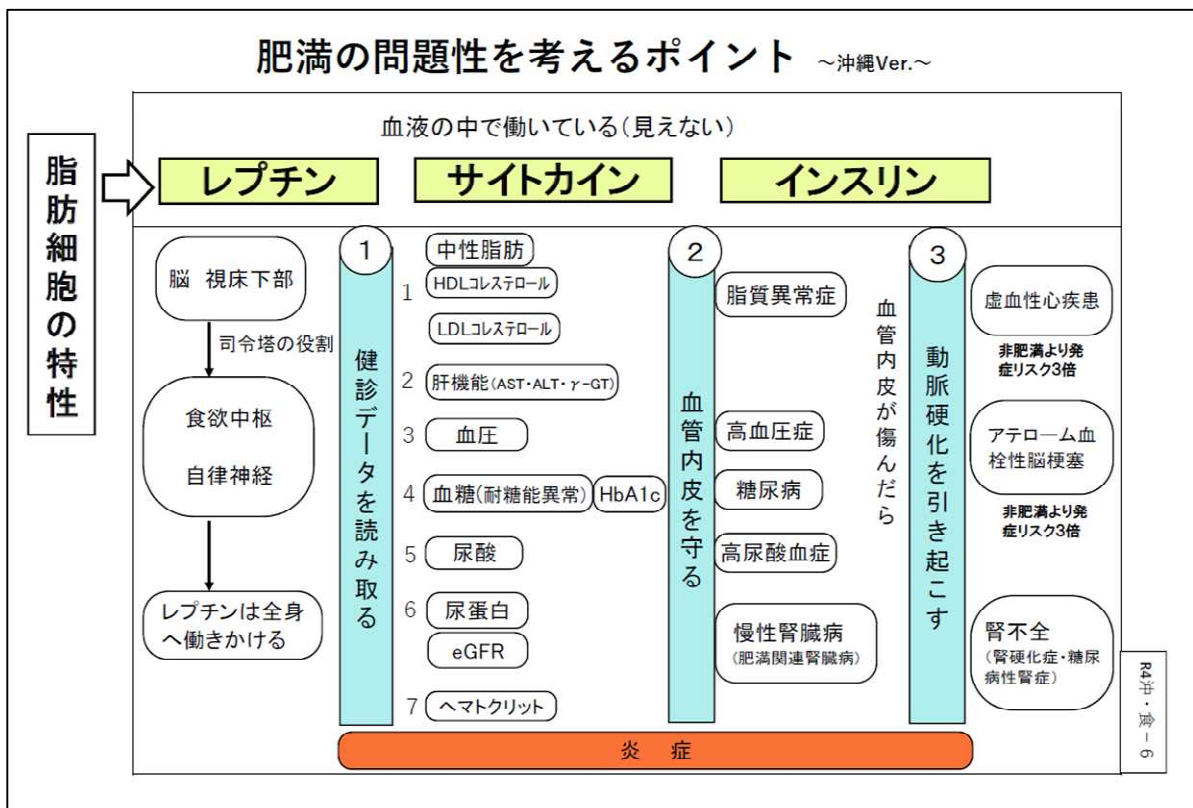 肥満の問題性を考えるポイント ～沖縄Ver.～
血液の中で働いている(見えない)
脂肪細胞の特性
レプチン
サイトカイン
インスリン
脳 視床下部
司令塔の役割
食欲中枢
自律神経
レプチンは全身
へ働きかける
1
健診データを読み取る
1
中性脂肪
HDLコレステロール
LDLコレステロール
2
肝機能(AST・ALT・γ-GT)
3
血圧
4
血糖(耐糖能異常)
HbA1c
5
尿酸
6
尿蛋白
eGFR
7
ヘマトクリット
2
血管内皮を守る
脂質異常症
高血圧症
糖尿病
高尿酸血症
慢性腎臓病
(肥満関連腎臓病)
血管内皮が傷んだら
3
動脈硬化を引き起こす
虚血性心疾患
非肥満より発
症リスク3倍
アテローム血
栓性脳梗塞
非肥満より発
症リスク3倍
腎不全
(腎硬化症・糖尿
病性腎症)
炎 症
R4沖・食－6